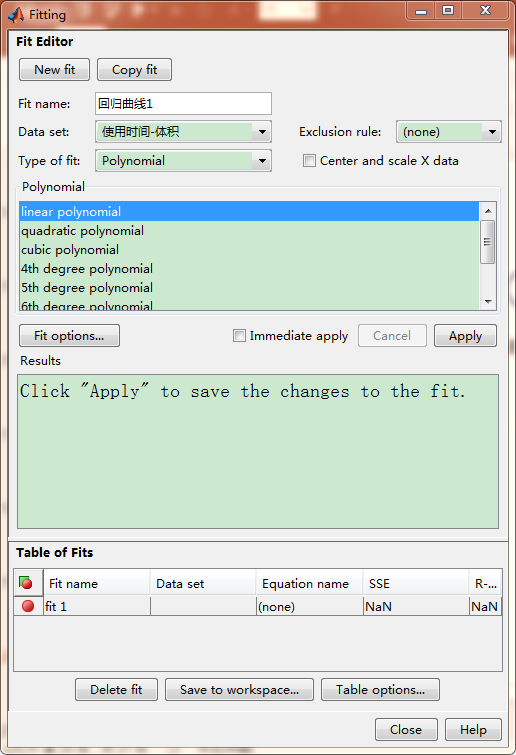 Fitting
Fit Editor
New fit
Copy fit
Fit name:
回归曲线1
Data set:
使用时间-体积
Exclusion rule:
(none)
Type of fit:
Polynomial
Center and scale X data
Polynomial
linear polynomial
quadratic polynomial
cubic polynomial
4th degree polynomial
5th degree polynomial
6th degree polynomial
Fit options...
Immediate apply
Cancel
Apply
Results
Click "Apply" to save the changes to the fit.
Table of Fits
Fit name
Data set
Equation name
SSE
R-...
fit 1
(none)
NaN
NaN
Delete fit
Save to workspace...
Table options...
Close
Help